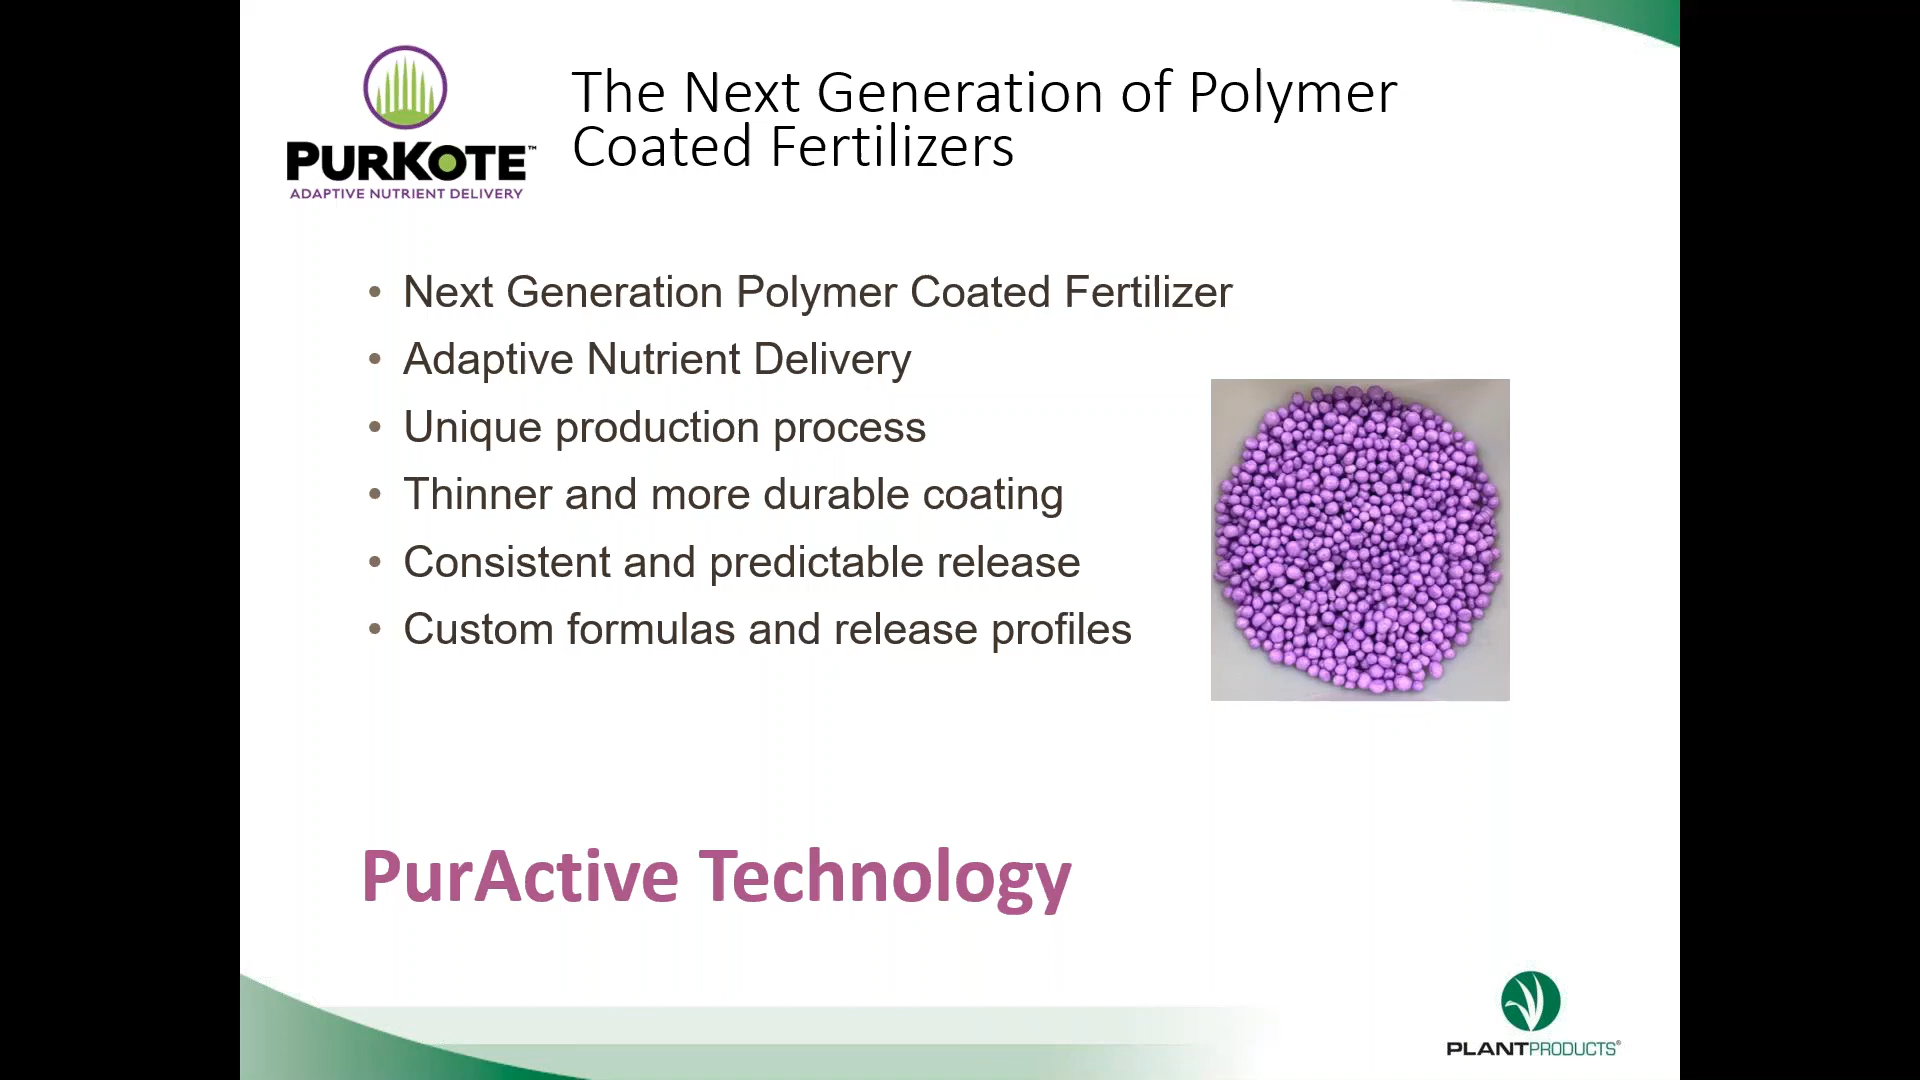 PURKOTE™
ADAPTIVE NUTRIENT DELIVERY
The Next Generation of Polymer
Coated Fertilizers
• Next Generation Polymer Coated Fertilizer
• Adaptive Nutrient Delivery
• Unique production process
• Thinner and more durable coating
• Consistent and predictable release
• Custom formulas and release profiles
PurActive Technology
PLANTPRODUCTS®